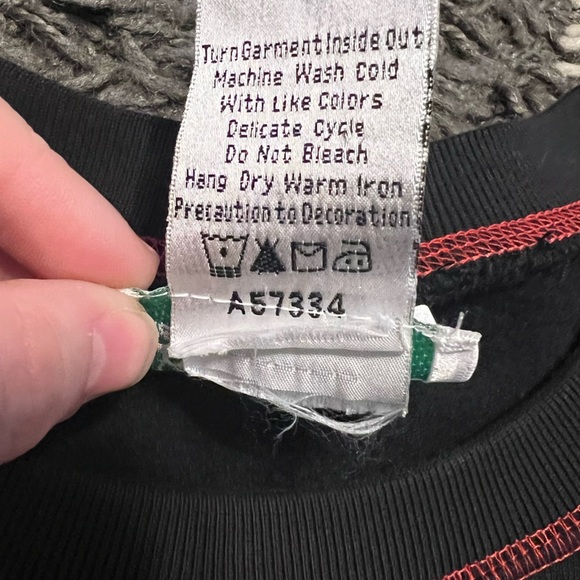 Turn Garment Inside Out
Machine Wash Cold
With Like Colors
Delicate Cycle
Do Not Bleach
Hang Dry Warm Iron
Precaution to Decoration
A57334